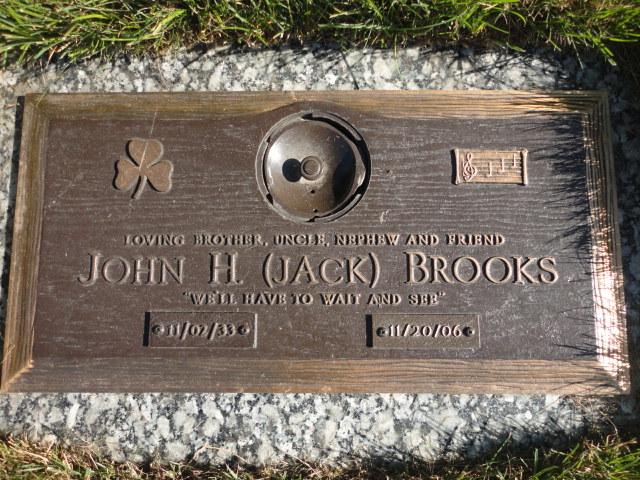 LOVING BROTHER, UNCLE, NEPHEW AND FRIEND
JOHN H. (JACK) BROOKS
"WE'LL HAVE TO WAIT AND SEE"
11/02/33 11/20/06